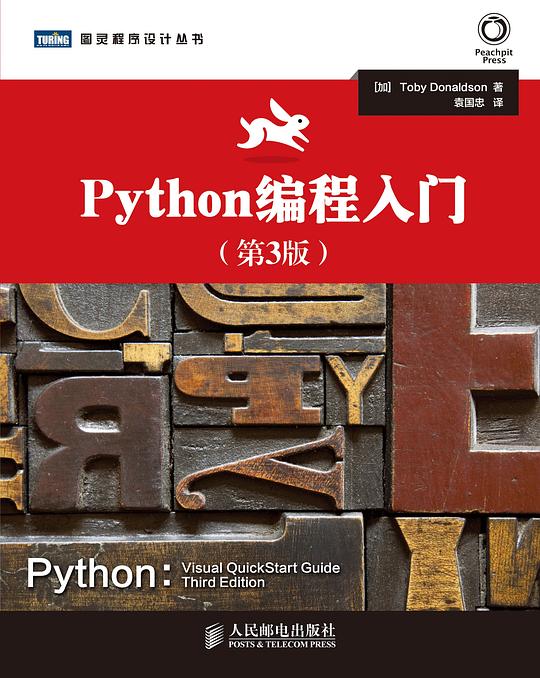 TURING 图灵程序设计丛书
Peachpit
Press
[加] Toby Donaldson 著
袁国忠 译
Python编程入门
（第3版）
Python: Visual QuickStart Guide
Third Edition
人民邮电出版社
POSTS & TELECOM PRESS